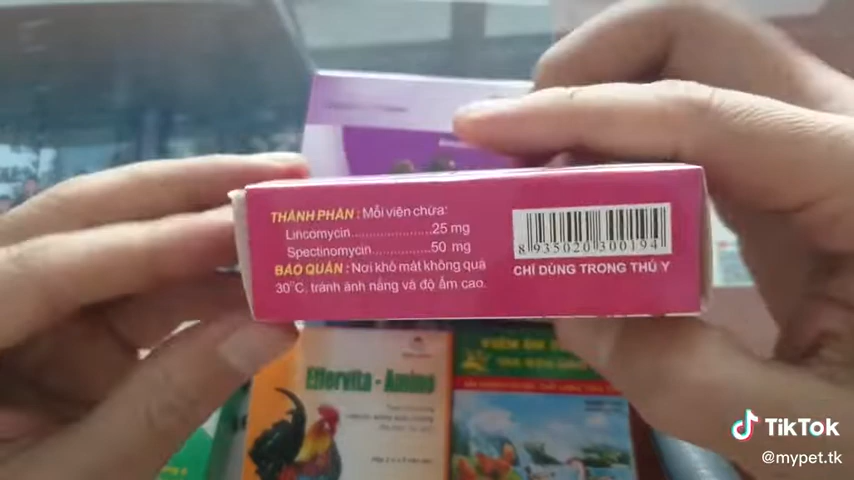 THÀNH PHẦN : Mỗi viên chứa:
Lincomycin.......................25 mg
Spectinomycin................50 mg
BẢO QUẢN : Nơi khô mát không quá
30°C, tránh ánh nắng và độ ẩm cao.
8 935020 300194
CHỈ DÙNG TRONG THÚ Y
Effervita - Amino
TikTok
@mypet.tk